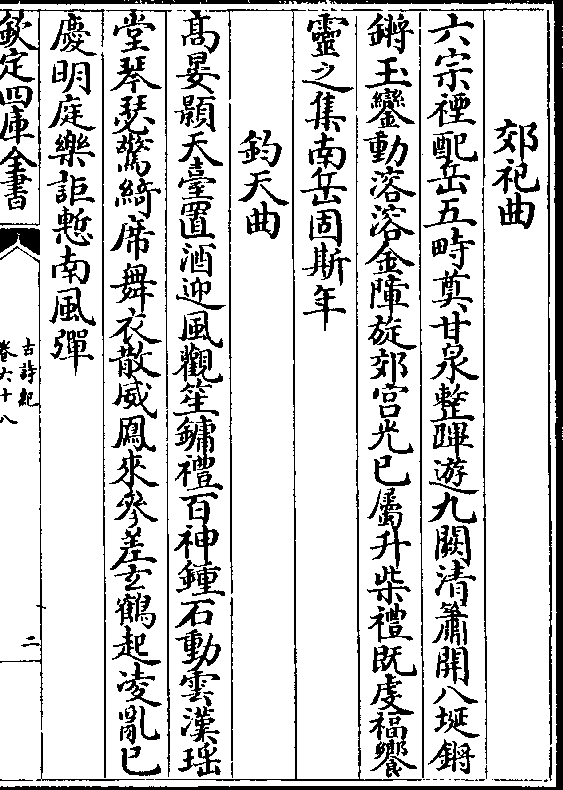 郊祀曲
六宗禋配岳五畤奠甘泉整蹕遊九闕清簫開八埏鏘
鏘玉鑾動溶溶金障旋郊宫光已屬升柴禮既虔福響
靈之集南岳固斯年
鈞天曲
髙晏顥天臺置酒迎風觀笙鏞禮百神鍾石動雲漢瑶
堂琴瑟驚綺席舞衣散威鳳來參差玄鶴起凌亂已
慶明庭樂詎慙南風彈
欽定四庫全書
古詩紀
卷六十八
二